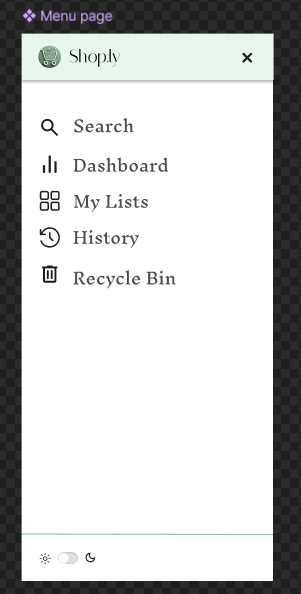 Menu page
Shop.ly
Search
Dashboard
My Lists
History
Recycle Bin